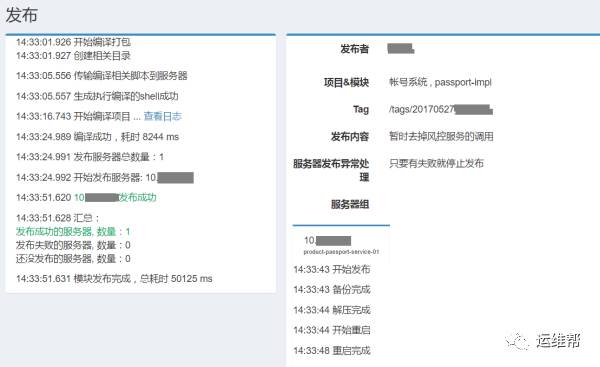 发布
14:33:01.926 开始编译打包
14:33:01.927 创建相关目录
14:33:05.556 传输编译相关脚本到服务器
14:33:05.557 生成执行编译的shell成功
14:33:16.743 开始编译项目 ... 查看日志
14:33:24.989 编译成功，耗时 8244 ms
14:33:24.991 发布服务器总数量：1
14:33:24.992 开始发布服务器: 10.
14:33:51.620 10 发布成功
14:33:51.628 汇总：
发布成功的服务器, 数量：1
发布失败的服务器, 数量：0
还没发布的服务器, 数量：0
14:33:51.631 模块发布完成，总耗时 50125 ms
发布者
项目&模块 帐号系统 , passport-impl
Tag /tags/20170527
发布内容 暂时去掉风控服务的调用
服务器发布异常处
理 只要有失败就停止发布
服务器组
10.
product-passport-service-01
14:33:43 开始发布
14:33:43 备份完成
14:33:44 解压完成
14:33:44 开始重启
14:33:48 重启完成
运维帮